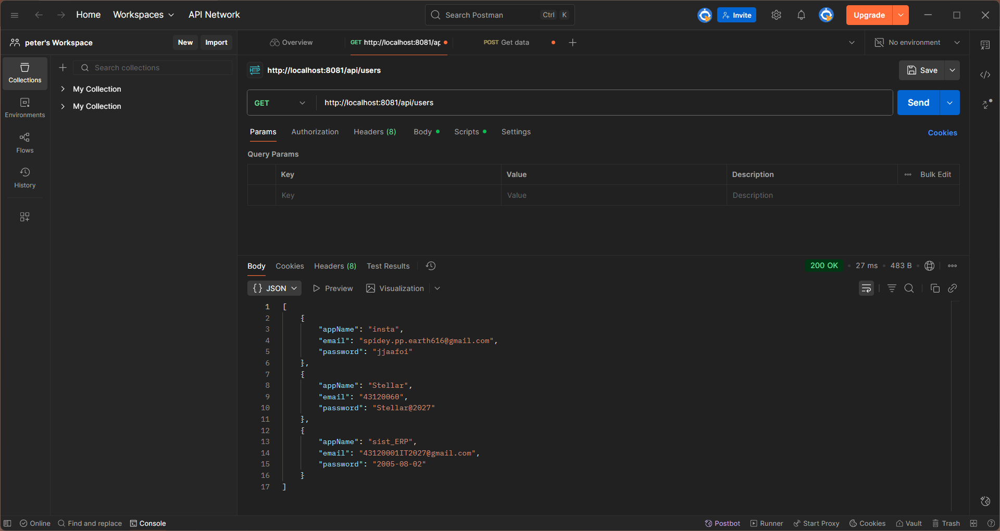 Home Workspaces API Network Search Postman Ctrl K Invite Upgrade
peter's Workspace New Import Overview GET http://localhost:8081/ap POST Get data No environment
Search collections
Collections
My Collection
My Collection
Environments
Flows
History
HTTP http://localhost:8081/api/users Save
GET http://localhost:8081/api/users Send
Params Authorization Headers (8) Body Scripts Settings Cookies
Query Params
Key Value Description Bulk Edit
Key Value Description
Body Cookies Headers (8) Test Results 200 OK 27 ms 483 B
{} JSON Preview Visualization
1 [
2 {
3 "appName": "insta",
4 "email": "spidey.pp.earth616@gmail.com",
5 "password": "jjaafoi"
6 },
7 {
8 "appName": "Stellar",
9 "email": "43120060",
10 "password": "Stellar@2027"
11 },
12 {
13 "appName": "sist_ERP",
14 "email": "43120001IT2027@gmail.com",
15 "password": "2005-08-02"
16 }
17 ]
Online Find and replace Console Postbot Runner Start Proxy Cookies Vault Trash